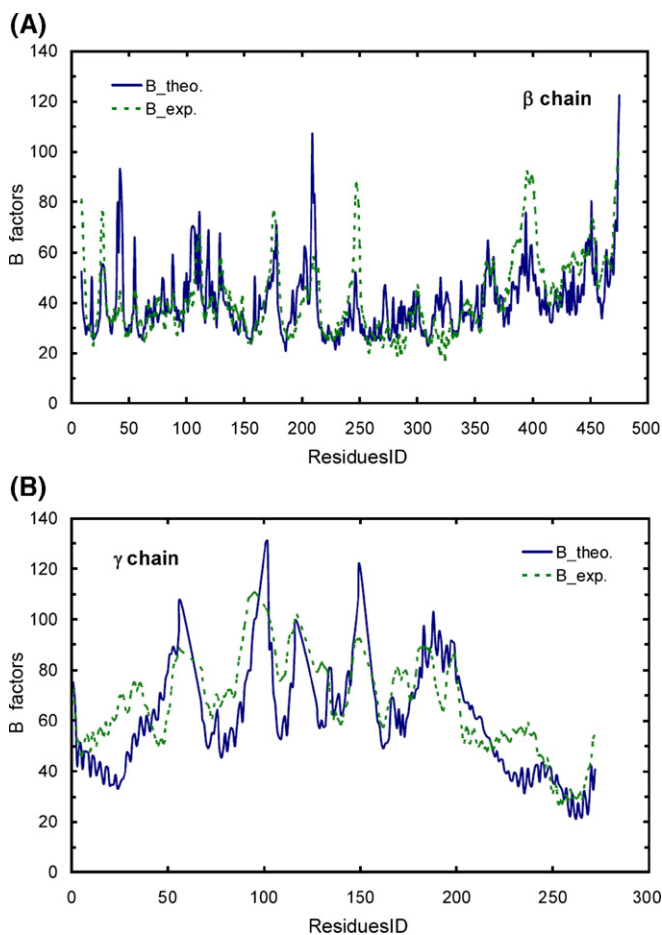 (A)
140
120
100
80
60
40
20
0
B factors
B_theo.
B_exp.
β chain
0 50 100 150 200 250 300 350 400 450 500
ResiduesID
(B)
140
120
100
80
60
40
20
0
B factors
γ chain
B_theo.
B_exp.
0 50 100 150 200 250 300
ResiduesID